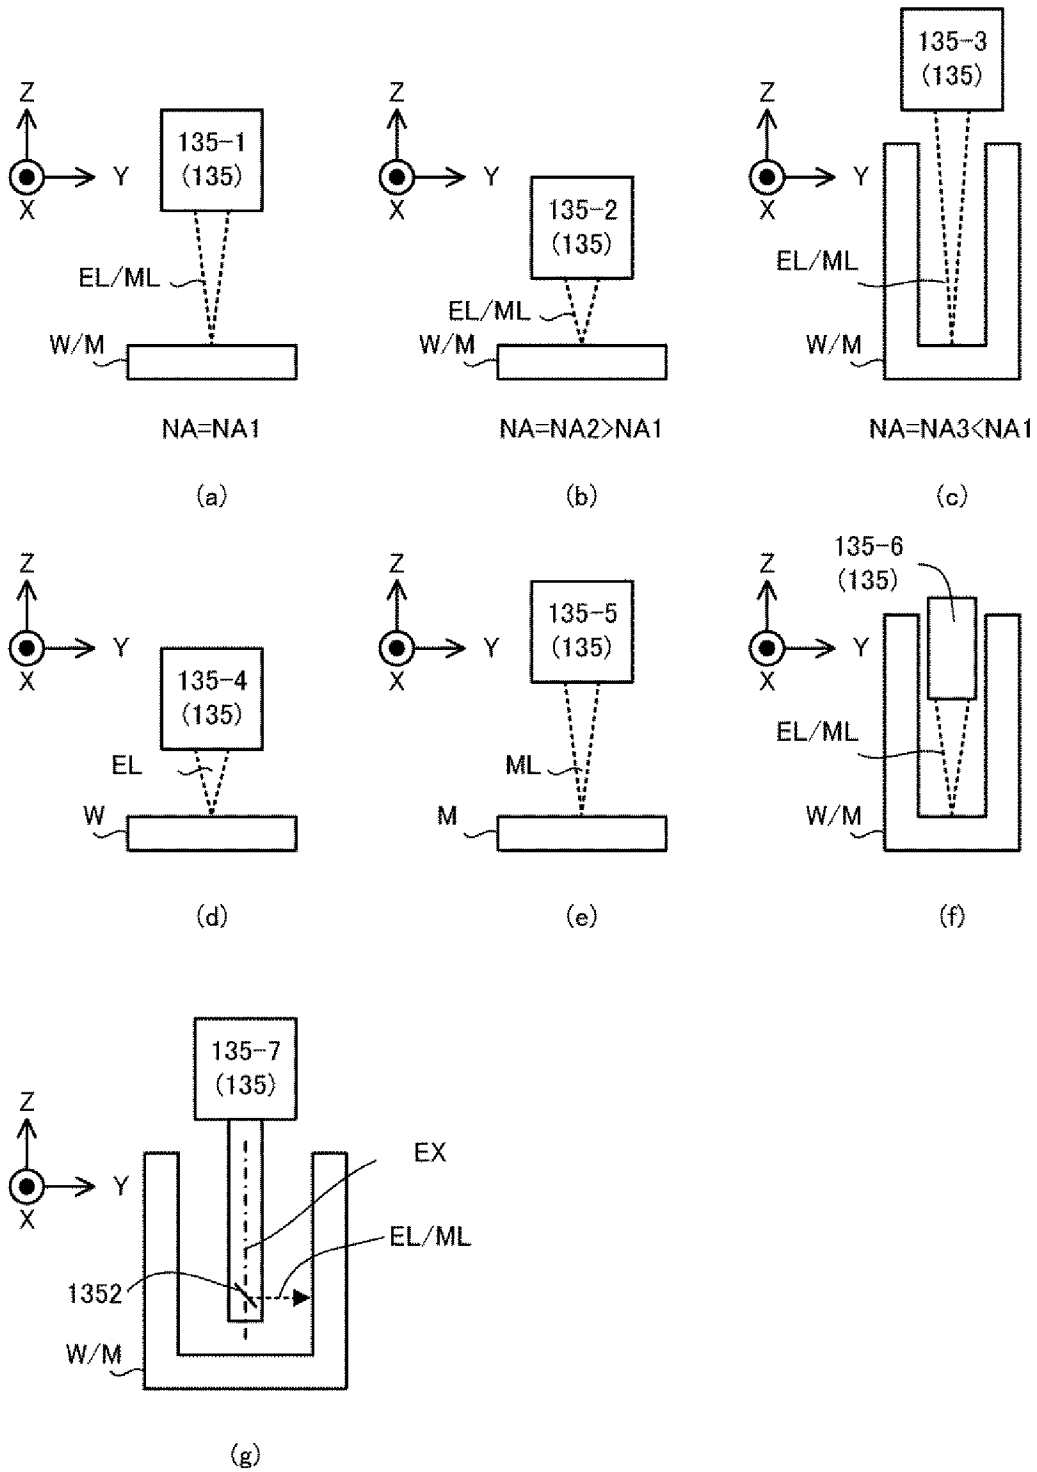 Z
Y
X
135-1
(135)
EL/ML
W/M
NA=NA1
(a)
Z
Y
X
135-2
(135)
EL/ML
W/M
NA=NA2>NA1
(b)
Z
Y
X
135-3
(135)
EL/ML
W/M
NA=NA3<NA1
(c)
Z
Y
X
135-4
(135)
EL
W
(d)
Z
Y
X
135-5
(135)
ML
M
(e)
Z
Y
X
135-6
(135)
EL/ML
W/M
(f)
Z
Y
X
135-7
(135)
EX
EL/ML
1352
W/M
(g)